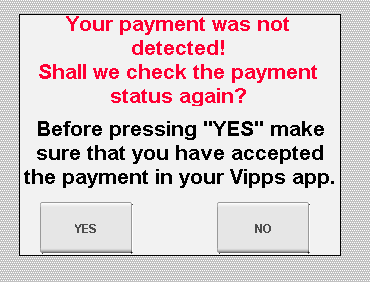 Your payment was not
detected!
Shall we check the payment
status again?
Before pressing "YES" make
sure that you have accepted
the payment in your Vipps app.
YES
NO